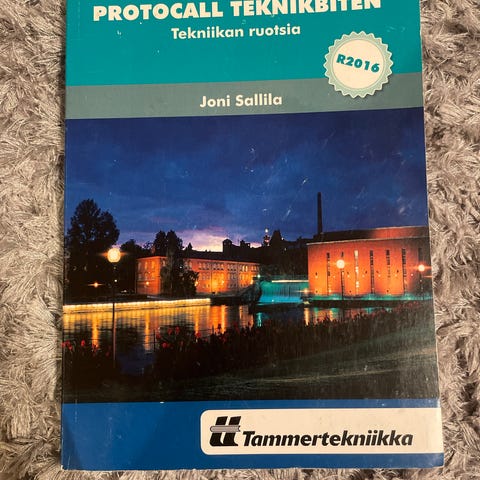 PROTOCALL TEKNIKBITEN
Tekniikan ruotsia
R2016
Joni Sallila
Tammertekniikka